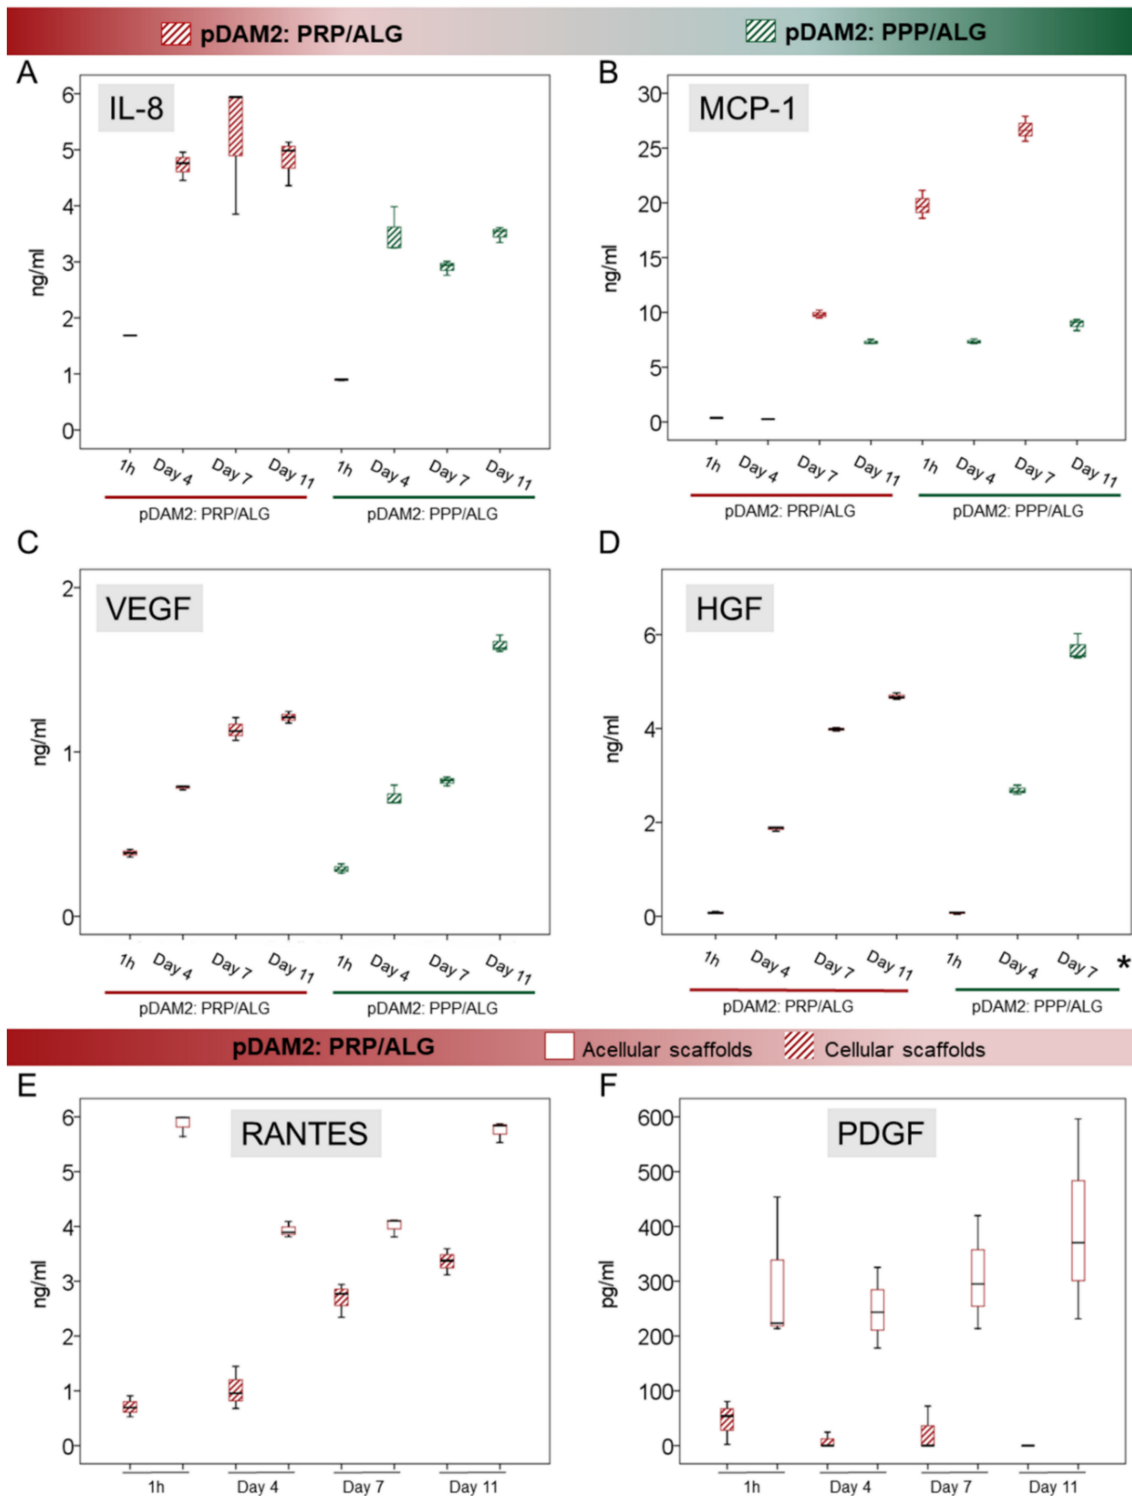 pDAM2: PRP/ALG
pDAM2: PPP/ALG
A
IL-8
6
5
4
3
2
1
0
ng/ml
1h
Day 4
Day 7
Day 11
1h
Day 4
Day 7
Day 11
pDAM2: PRP/ALG
pDAM2: PPP/ALG
B
MCP-1
30
25
20
15
10
5
0
ng/ml
1h
Day 4
Day 7
Day 11
1h
Day 4
Day 7
Day 11
pDAM2: PRP/ALG
pDAM2: PPP/ALG
C
VEGF
2
1
0
ng/ml
1h
Day 4
Day 7
Day 11
1h
Day 4
Day 7
Day 11
pDAM2: PRP/ALG
pDAM2: PPP/ALG
D
HGF
6
4
2
0
ng/ml
1h
Day 4
Day 7
Day 11
1h
Day 4
Day 7
*
pDAM2: PRP/ALG
pDAM2: PPP/ALG
pDAM2: PRP/ALG
Acellular scaffolds
Cellular scaffolds
E
RANTES
6
5
4
3
2
1
0
ng/ml
1h
Day 4
Day 7
Day 11
F
PDGF
600
500
400
300
200
100
0
pg/ml
1h
Day 4
Day 7
Day 11